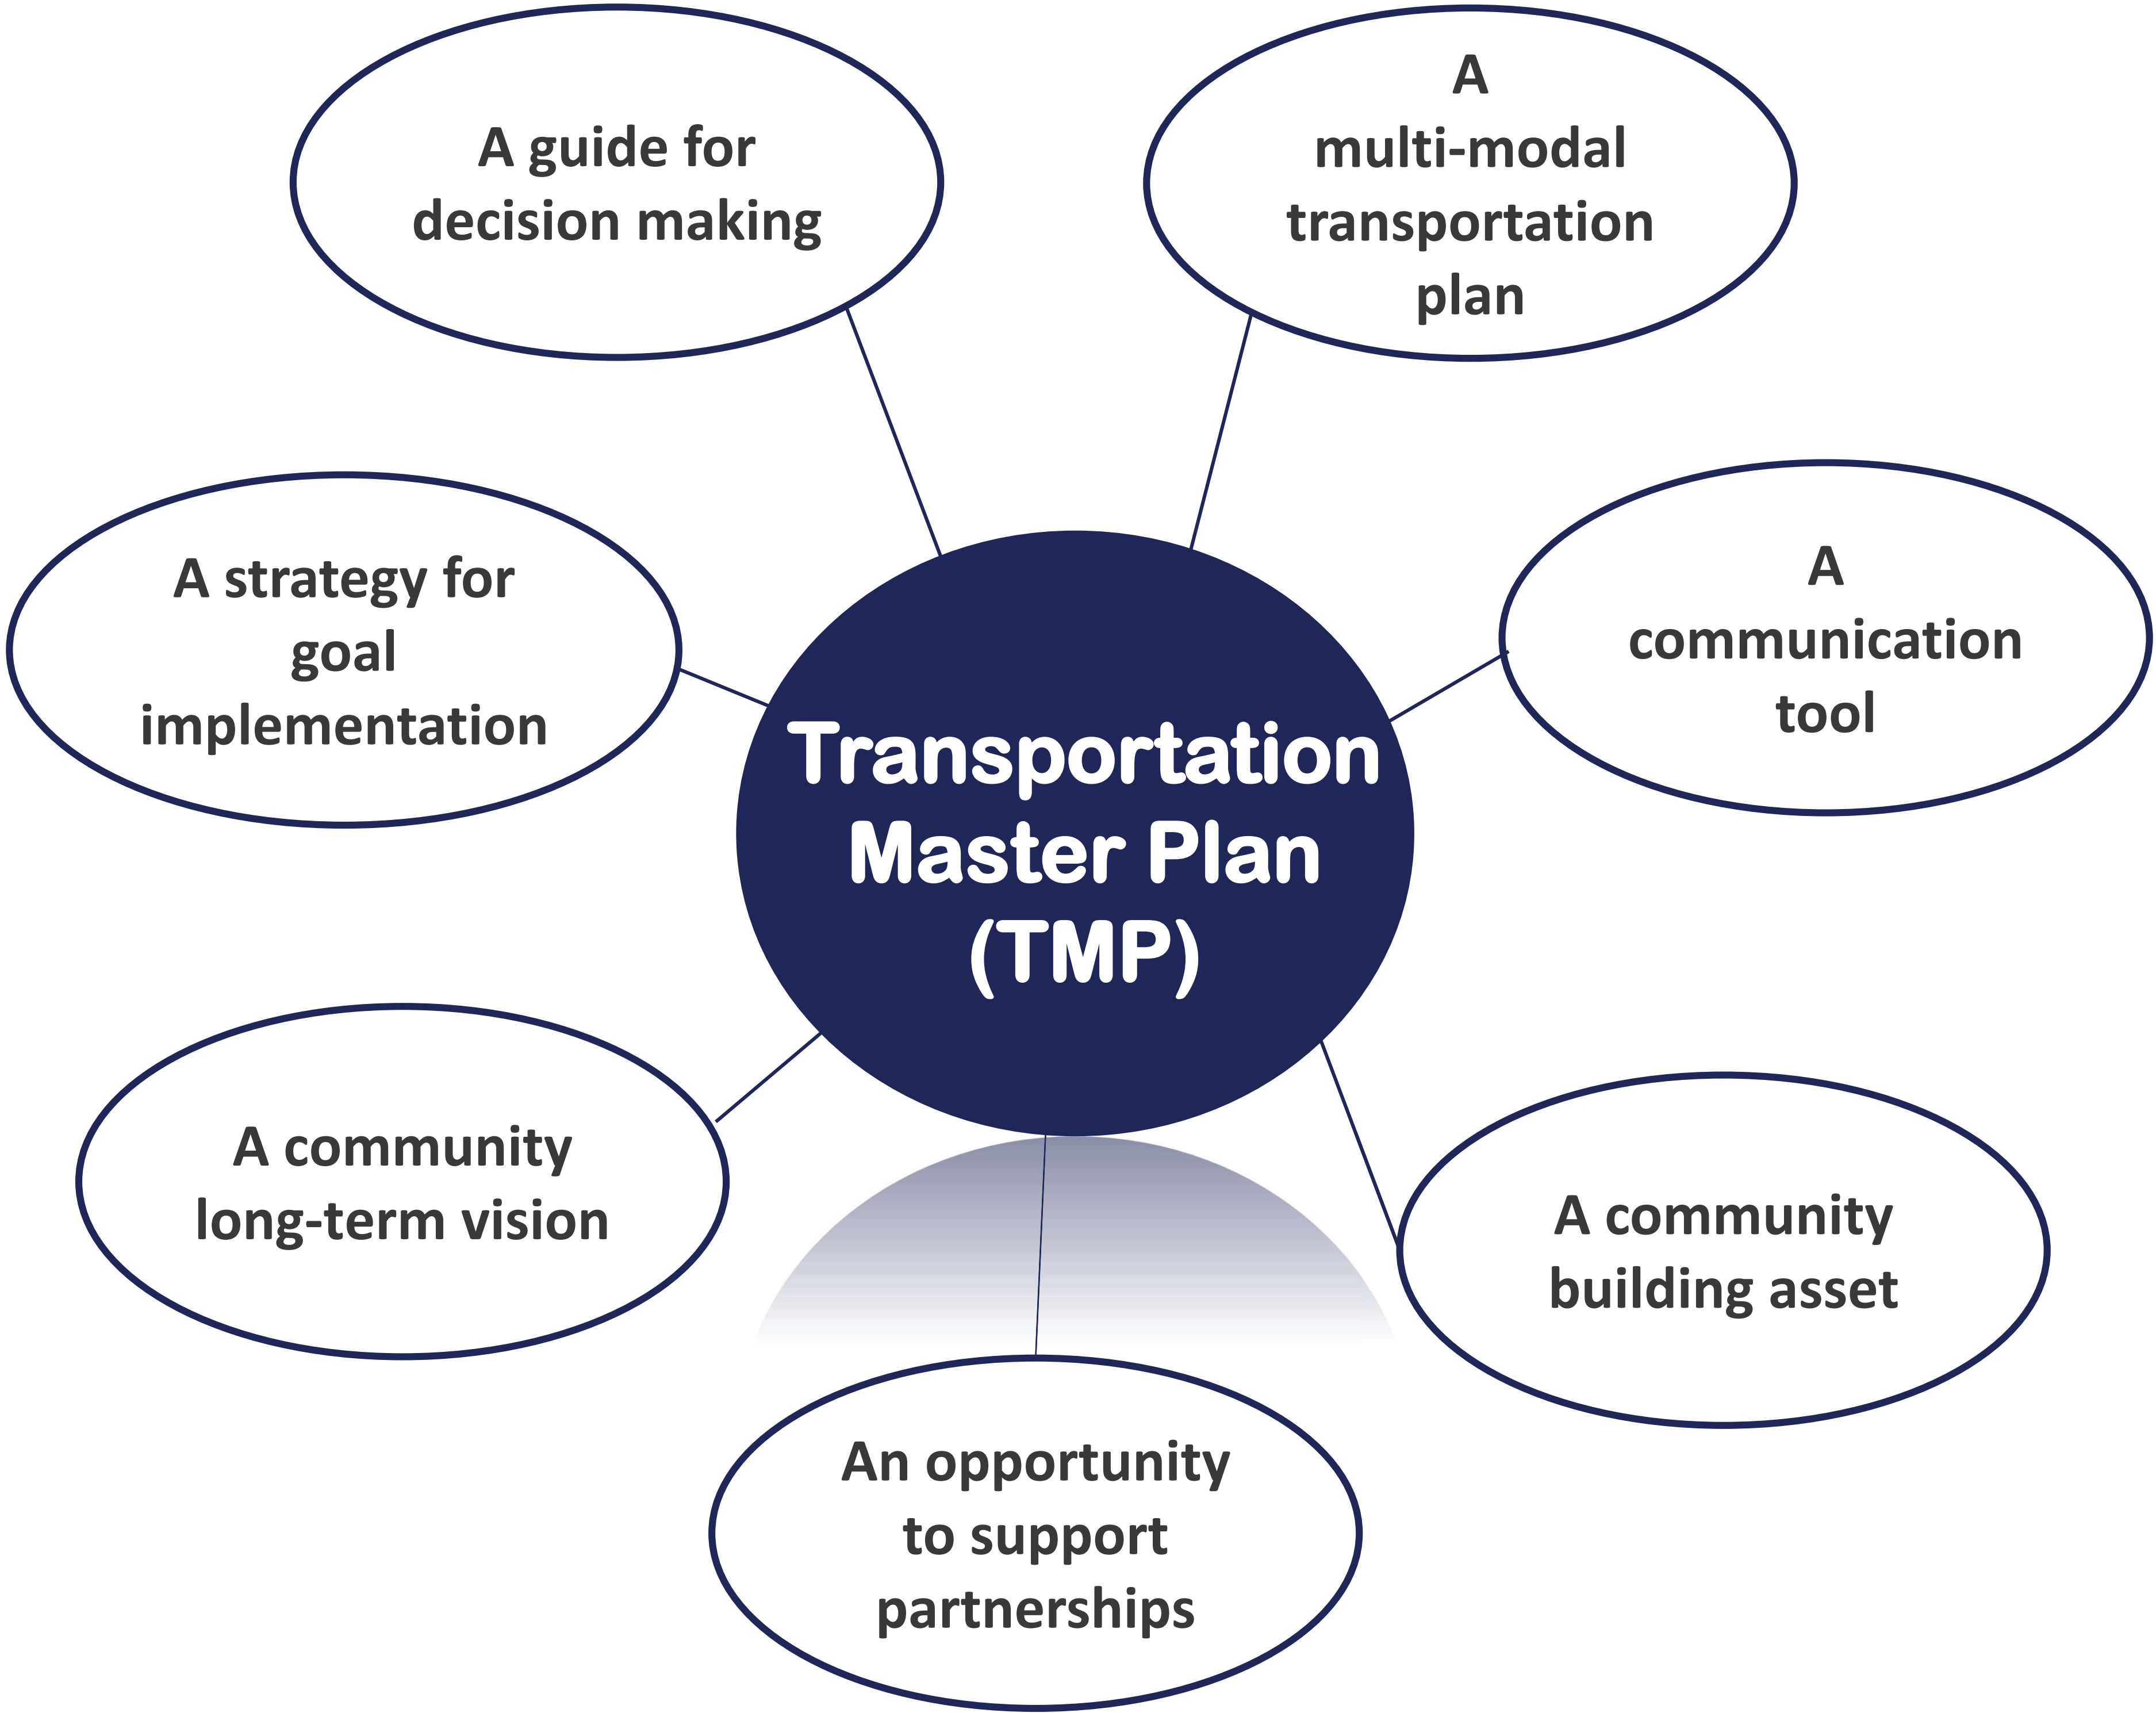 A guide for
decision making
A
multi-modal
transportation
plan
A strategy for
goal
implementation
A
communication
tool
Transportation
Master Plan
(TMP)
A community
long-term vision
A community
building asset
An opportunity
to support
partnerships